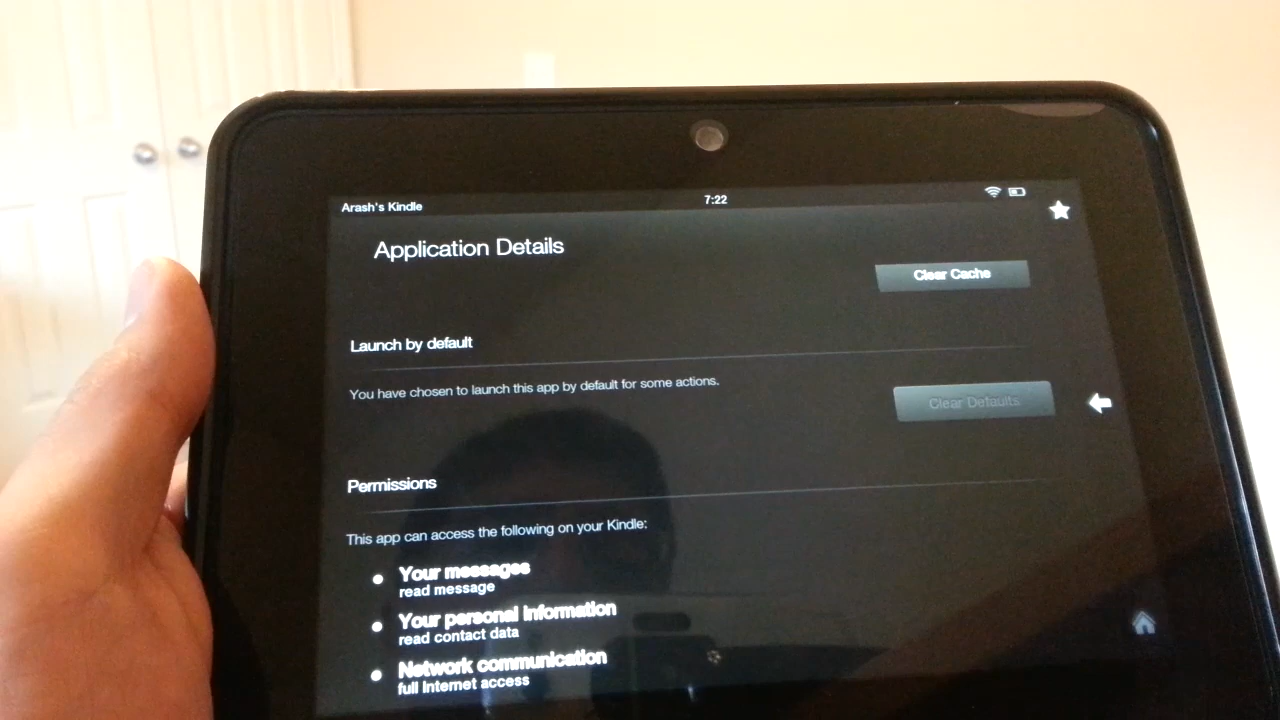 Arash's Kindle 7:22
Application Details
Clear Cache
Launch by default
You have chosen to launch this app by default for some actions.
Clear Defaults
Permissions
This app can access the following on your Kindle:
Your messages
read message
Your personal information
read contact data
Network communication
full Internet access